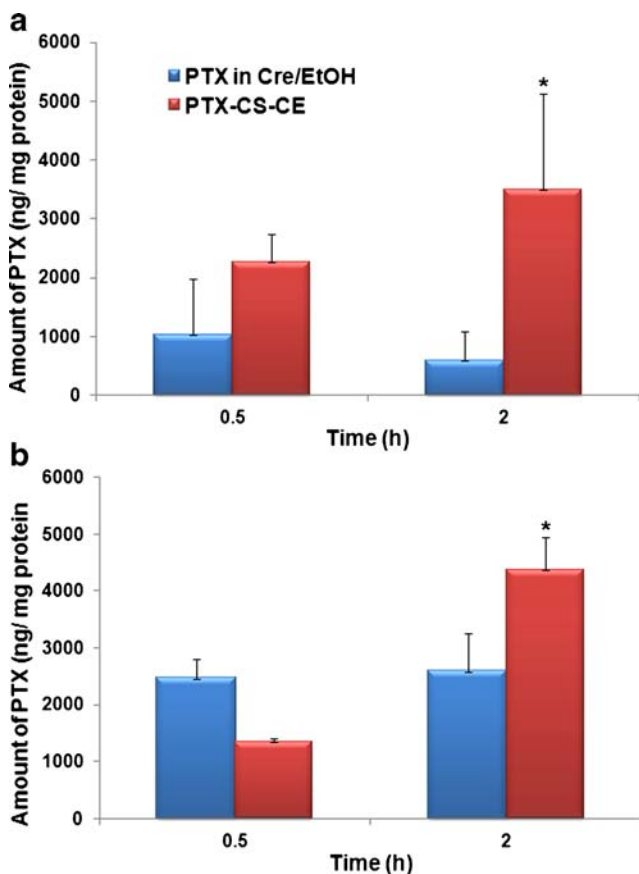 a
6000
5000
4000
3000
2000
1000
0
Amount of PTX (ng/ mg protein)
PTX in Cre/EtOH
PTX-CS-CE
*
0.5
2
Time (h)
b
6000
5000
4000
3000
2000
1000
0
Amount of PTX (ng/ mg protein
*
0.5
2
Time (h)